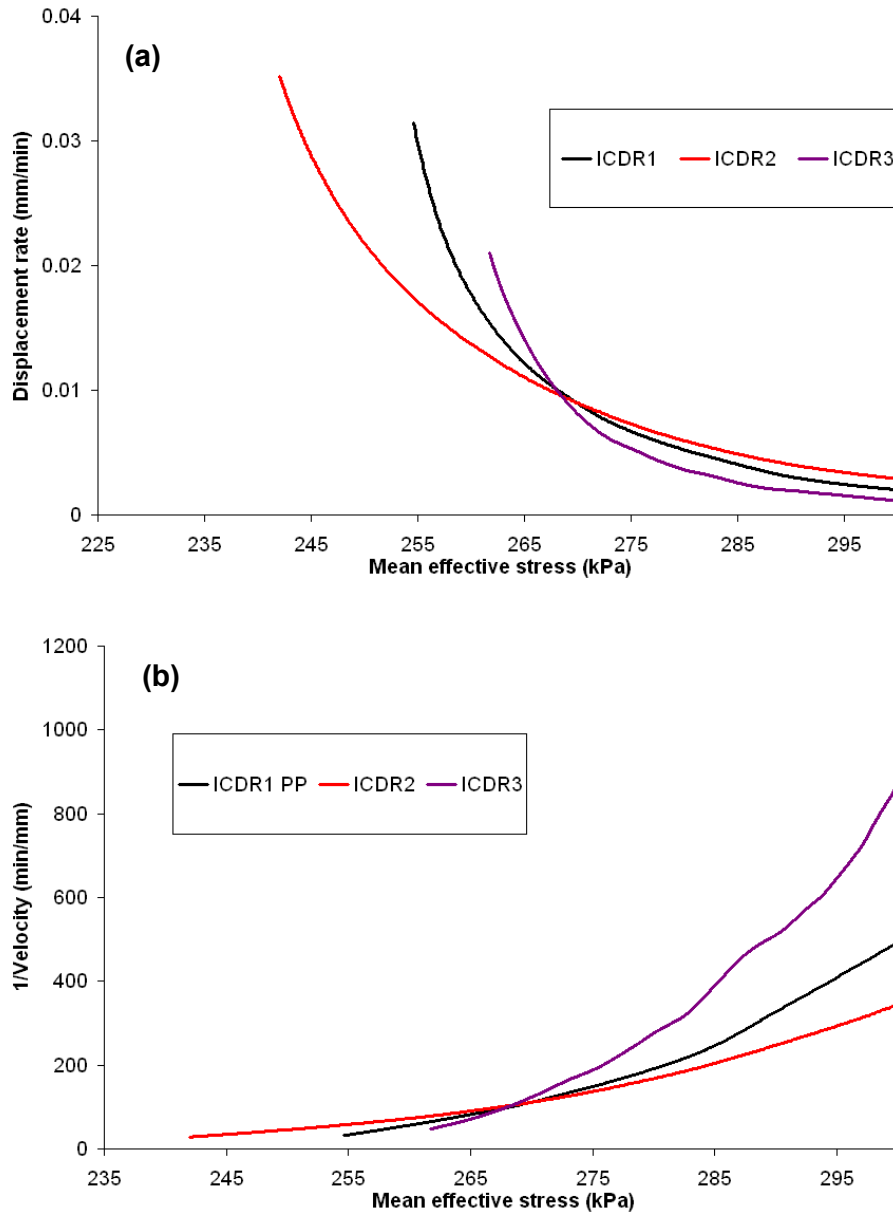 (a)
0.04
0.03
0.02
0.01
0
Displacement rate (mm/min)
ICDR1 ICDR2 ICDR3
225 235 245 255 265 275 285 295
Mean effective stress (kPa)
(b)
1200
1000
800
600
400
200
0
1/Velocity (min/mm)
ICDR1 PP ICDR2 ICDR3
235 245 255 265 275 285 295
Mean effective stress (kPa)